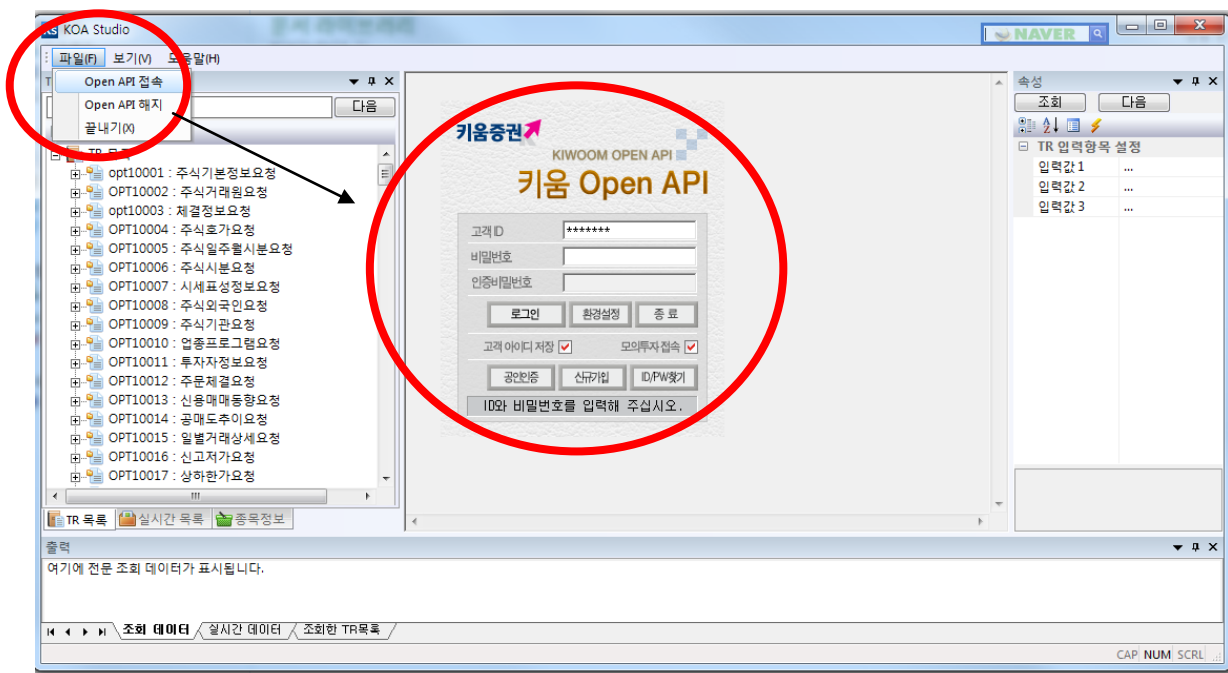 KOA Studio
NAVER
파일(F) 보기(V) 도움말(H)
Open API 접속
Open API 해지
끝내기(X)
다음
TR 목록
opt10001 : 주식기본정보요청
OPT10002 : 주식거래원요청
opt10003 : 체결정보요청
OPT10004 : 주식호가요청
OPT10005 : 주식일주월시분요청
OPT10006 : 주식시분요청
OPT10007 : 시세표성정보요청
OPT10008 : 주식외국인요청
OPT10009 : 주식기관요청
OPT10010 : 업종프로그램요청
OPT10011 : 투자자정보요청
OPT10012 : 주문체결요청
OPT10013 : 신용매매동향요청
OPT10014 : 공매도추이요청
OPT10015 : 일별거래상세요청
OPT10016 : 신고저가요청
OPT10017 : 상하한가요청
TR 목록 실시간 목록 종목정보
키움증권
KIWOOM OPEN API
키움 Open API
고객 ID *******
비밀번호
인증비밀번호
로그인 환경설정 종 료
고객 아이디 저장 모의투자 접속
공인인증 신규가입 ID/PW찾기
ID와 비밀번호를 입력해 주십시오.
속성
조회 다음
TR 입력항목 설정
입력값 1 ...
입력값 2 ...
입력값 3 ...
출력
여기에 전문 조회 데이터가 표시됩니다.
조회 데이터 실시간 데이터 조회한 TR목록
CAP NUM SCRL